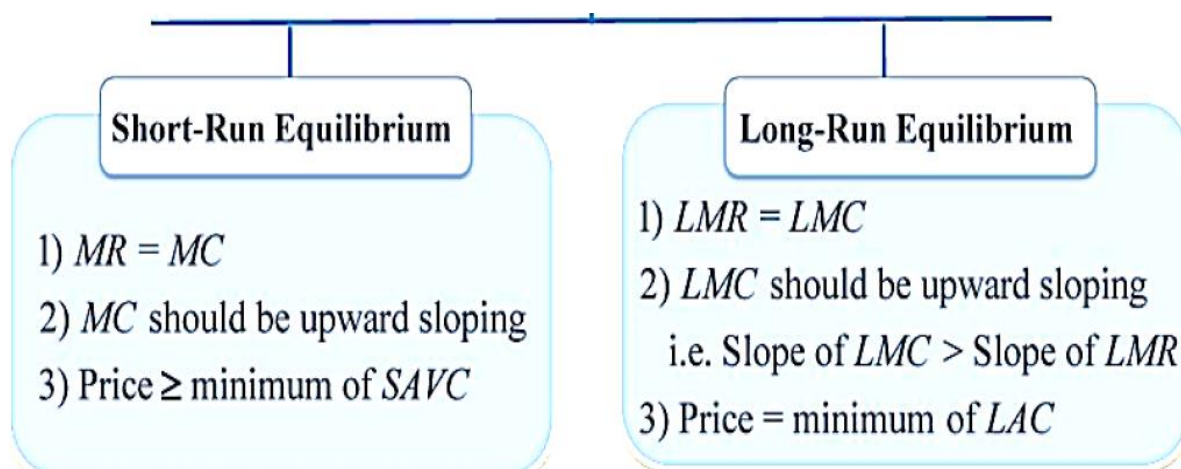 Short-Run Equilibrium
1) MR = MC
2) MC should be upward sloping
3) Price ≥ minimum of SAVC
Long-Run Equilibrium
1) LMR = LMC
2) LMC should be upward sloping
i.e. Slope of LMC > Slope of LMR
3) Price = minimum of LAC